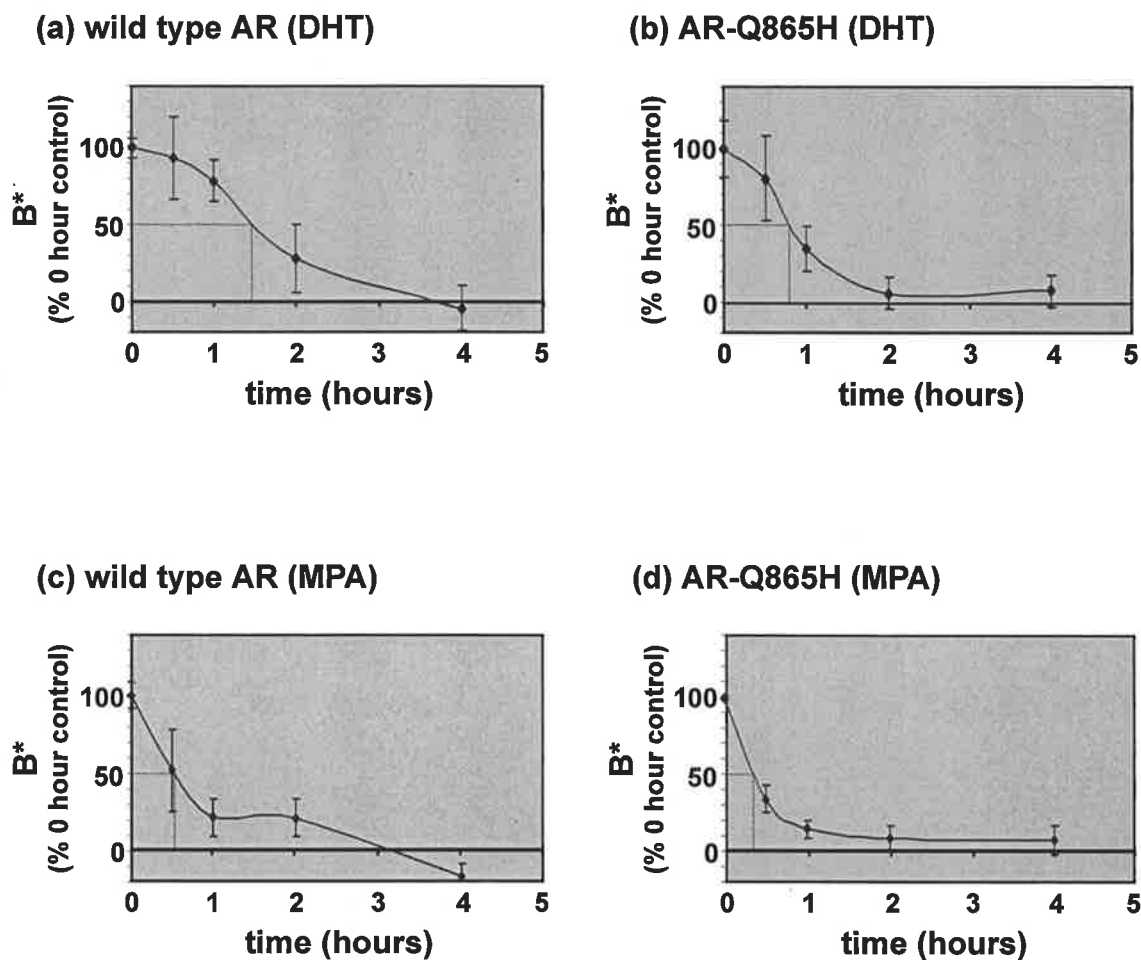 (a) wild type AR (DHT)
B*
(% 0 hour control)
100
50
0
0 1 2 3 4 5
time (hours)
(b) AR-Q865H (DHT)
B*
(% 0 hour control)
100
50
0
0 1 2 3 4 5
time (hours)
(c) wild type AR (MPA)
B*
(% 0 hour control)
100
50
0
0 1 2 3 4 5
time (hours)
(d) AR-Q865H (MPA)
B*
(% 0 hour control)
100
50
0
0 1 2 3 4 5
time (hours)